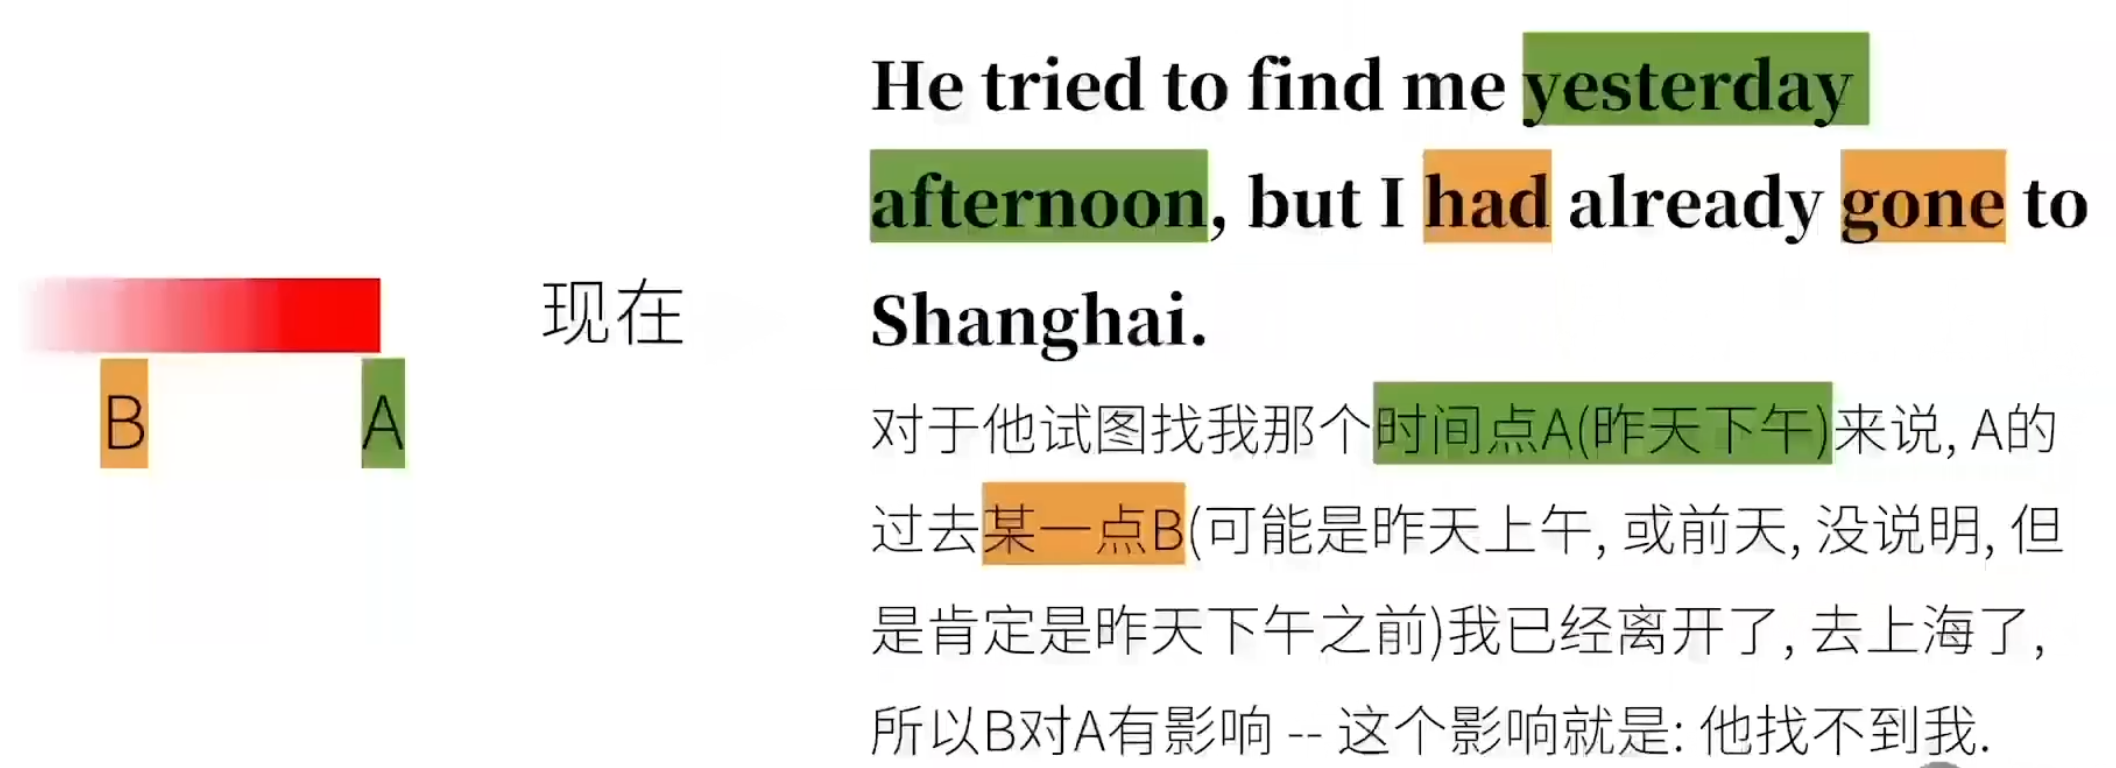 He tried to find me yesterday
afternoon, but I had already gone to
Shanghai.
现在
B
A
对于他试图找我那个时间点A(昨天下午)来说, A的
过去某一点B(可能是昨天上午, 或前天, 没说明, 但
是肯定是昨天下午之前)我已经离开了, 去上海了,
所以B对A有影响 -- 这个影响就是: 他找不到我.